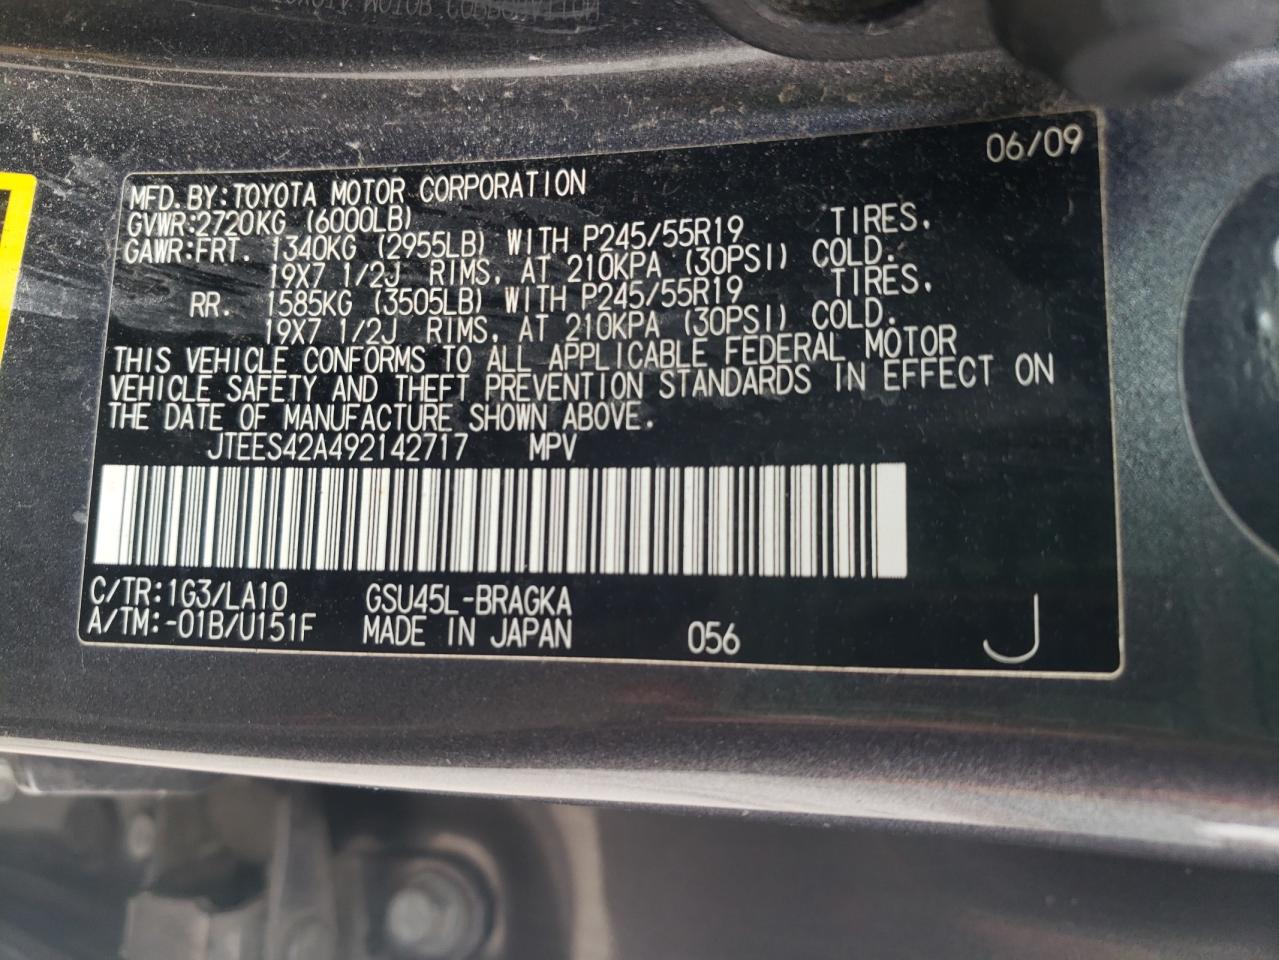 06/09
MFD.BY:TOYOTA MOTOR CORPORATION
GVWR:2720KG (6000LB)
GAWR:FRT. 1340KG (2955LB) WITH P245/55R19 TIRES.
19X7 1/2J RIMS, AT 210KPA (30PSI) COLD.
RR. 1585KG (3505LB) WITH P245/55R19 TIRES.
19X7 1/2J RIMS, AT 210KPA (30PSI) COLD.
THIS VEHICLE CONFORMS TO ALL APPLICABLE FEDERAL MOTOR
VEHICLE SAFETY AND THEFT PREVENTION STANDARDS IN EFFECT ON
THE DATE OF MANUFACTURE SHOWN ABOVE.
JTEES42A492142717 MPV
C/TR:1G3/LA10 GSU45L-BRAGKA
A/TM:-01B/U151F MADE IN JAPAN 056 J